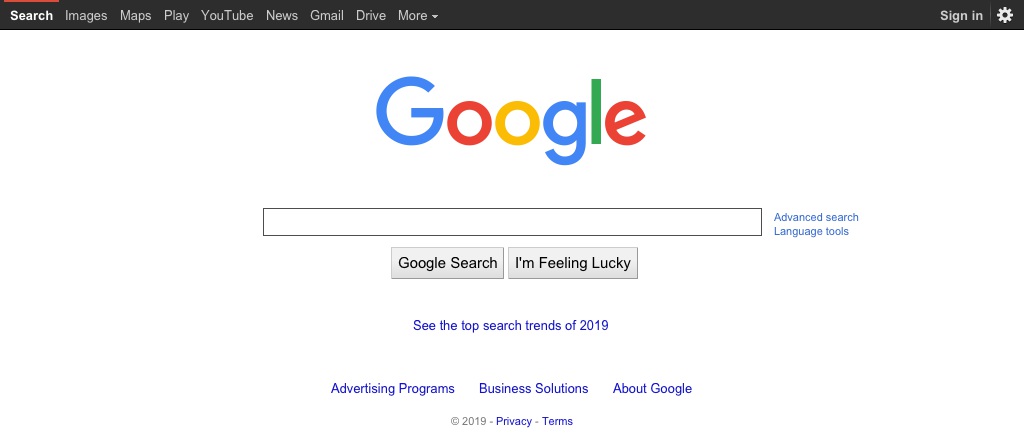 Search Images Maps Play YouTube News Gmail Drive More Sign in
Google
Advanced search
Language tools
Google Search I'm Feeling Lucky
See the top search trends of 2019
Advertising Programs Business Solutions About Google
© 2019 - Privacy - Terms